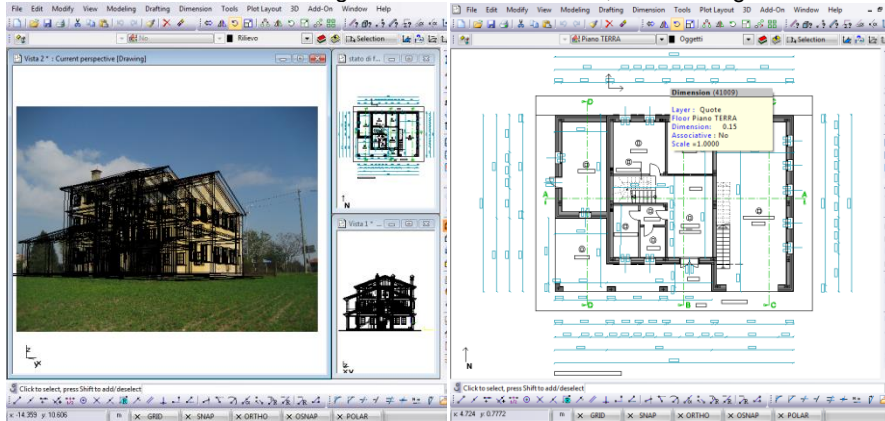 File Edit Modify View Modeling Drafting Dimension Tools Plot Layout 3D Add-On Window Help
No
Rilievo
Selection
Vista 2 * : Current perspective (Drawing)
stato di f...
N
Vista 1 * ...
z
yx
Click to select, press Shift to add/deselect
x -14.359 y: 10.606 m GRID SNAP ORTHO OSNAP POLAR
File Edit Modify View Modeling Drafting Dimension Tools Plot Layout 3D Add-On Window Help
Piano TERRA
Oggetti
Selection
Dimension (41809)
Layer : Quote
Floor Piano TERRA
Dimension: 0.15
Associative : No
Scale =1.0000
D
A
A
D
B
C
N
Click to select, press Shift to add/deselect
x 4.724 y: 0.7772 m GRID SNAP ORTHO OSNAP POLAR